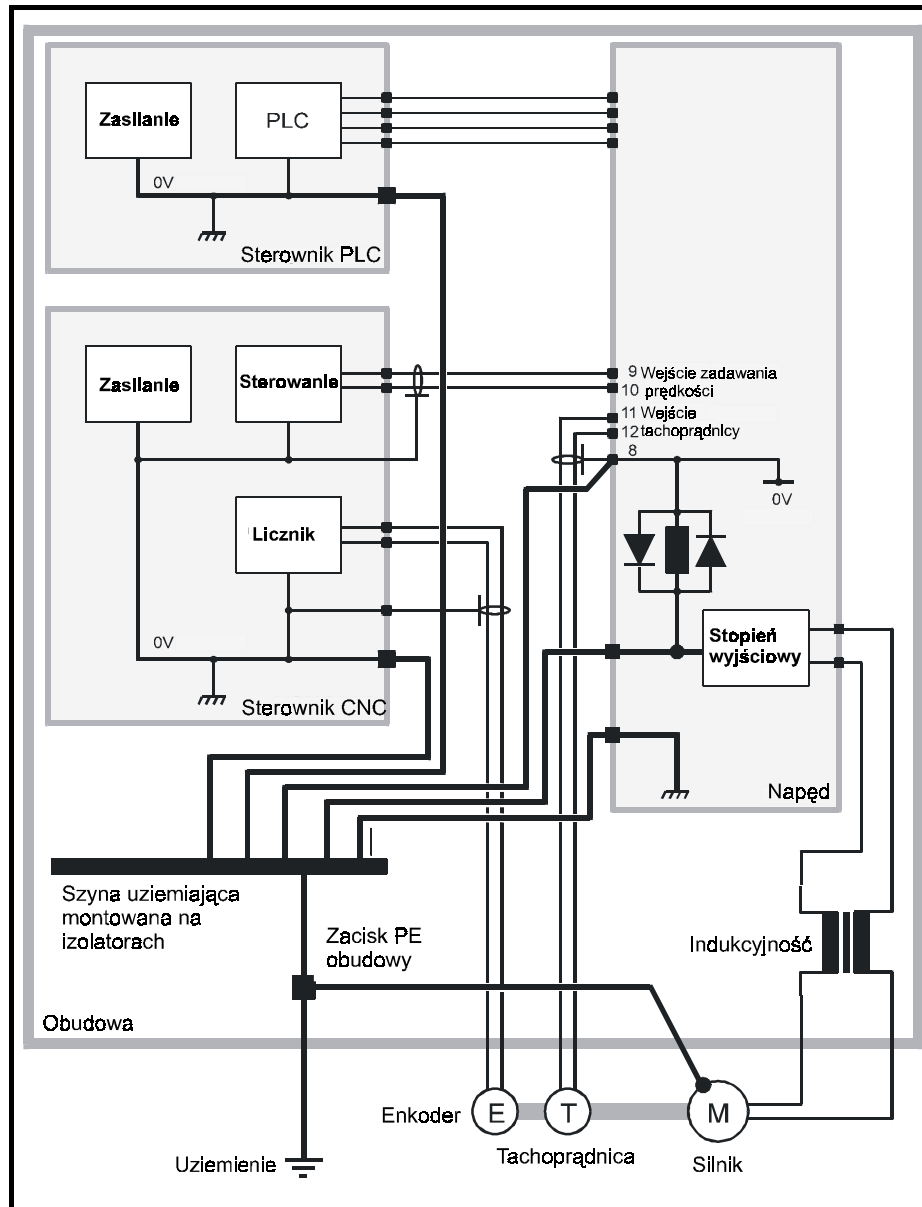 Zasilanie
PLC
0V
Sterownik PLC
Zasilanie
Sterowanie
9 Wejście zadawania
10 prędkości
11 Wejście
12 tachoprądnicy
8
0V
Licznik
Stopień
wyjściowy
0V
Sterownik CNC
Napęd
Szyna uziemiająca
montowana na
izolatorach
Zacisk PE
obudowy
Indukcyjność
Obudowa
Enkoder
E
T
M
Tachoprądnica
Silnik
Uziemienie